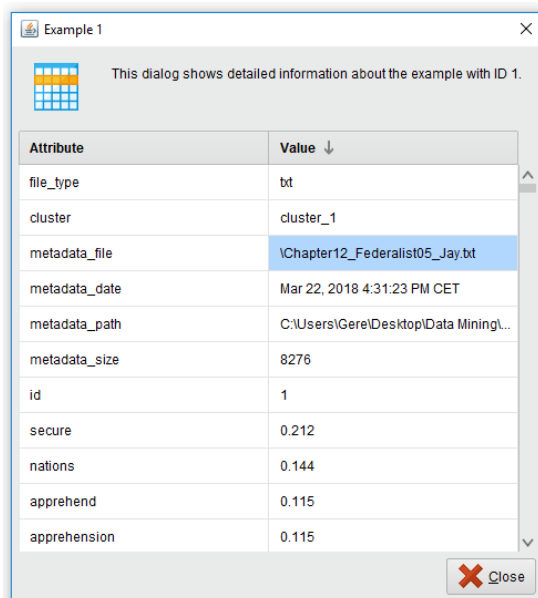 Example 1
This dialog shows detailed information about the example with ID 1.
Attribute Value ↓
file_type txt
cluster cluster_1
metadata_file \Chapter12_Federalist05_Jay.txt
metadata_date Mar 22, 2018 4:31:23 PM CET
metadata_path C:\Users\Gere\Desktop\Data Mining\...
metadata_size 8276
id 1
secure 0.212
nations 0.144
apprehend 0.115
apprehension 0.115
Close